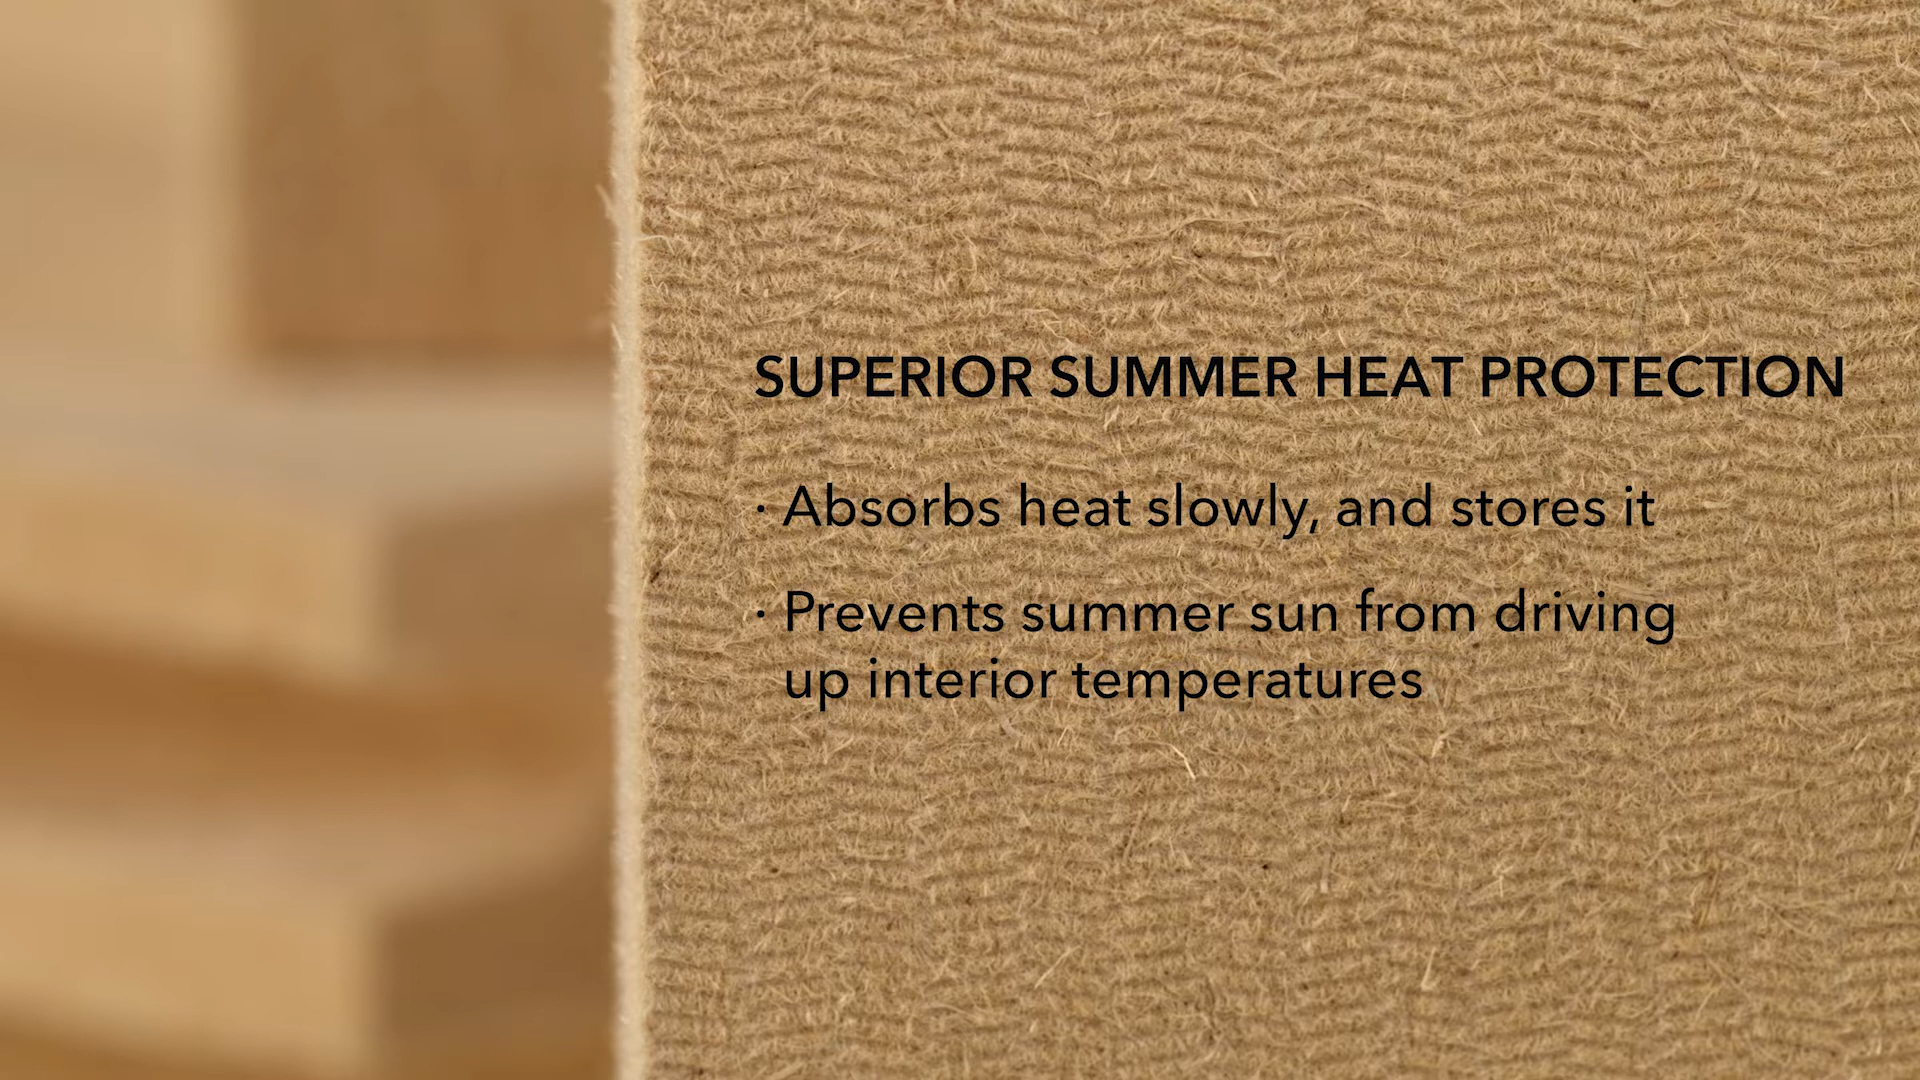 SUPERIOR SUMMER HEAT PROTECTION
· Absorbs heat slowly, and stores it
· Prevents summer sun from driving
up interior temperatures